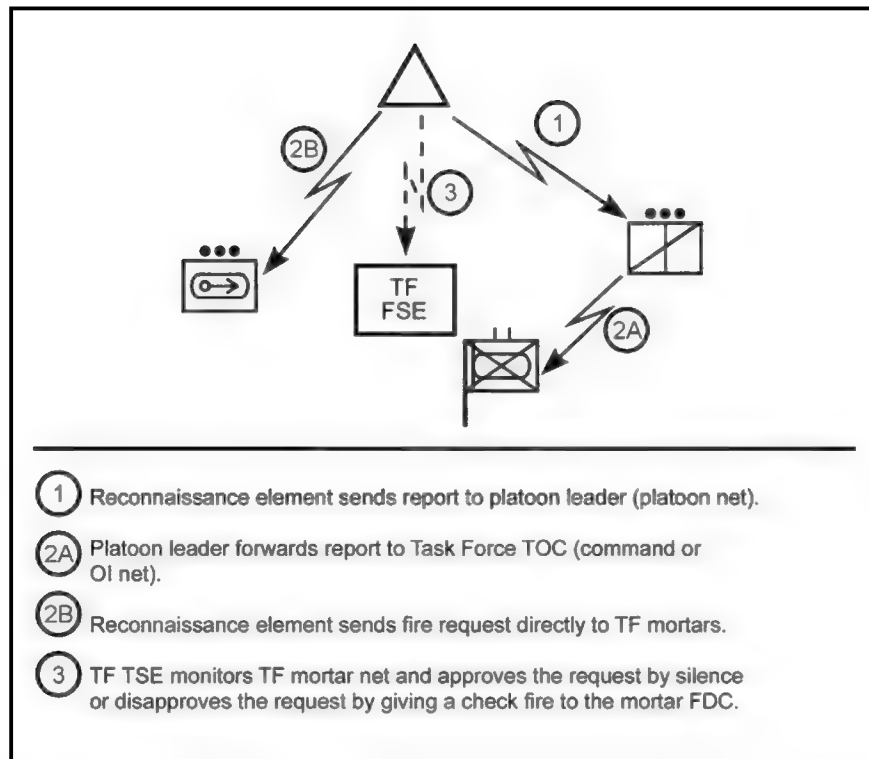 1
2B
3
TF
FSE
2A
1 Reconnaissance element sends report to platoon leader (platoon net).
2A Platoon leader forwards report to Task Force TOC (command or
OI net).
2B Reconnaissance element sends fire request directly to TF mortars.
3 TF TSE monitors TF mortar net and approves the request by silence
or disapproves the request by giving a check fire to the mortar FDC.